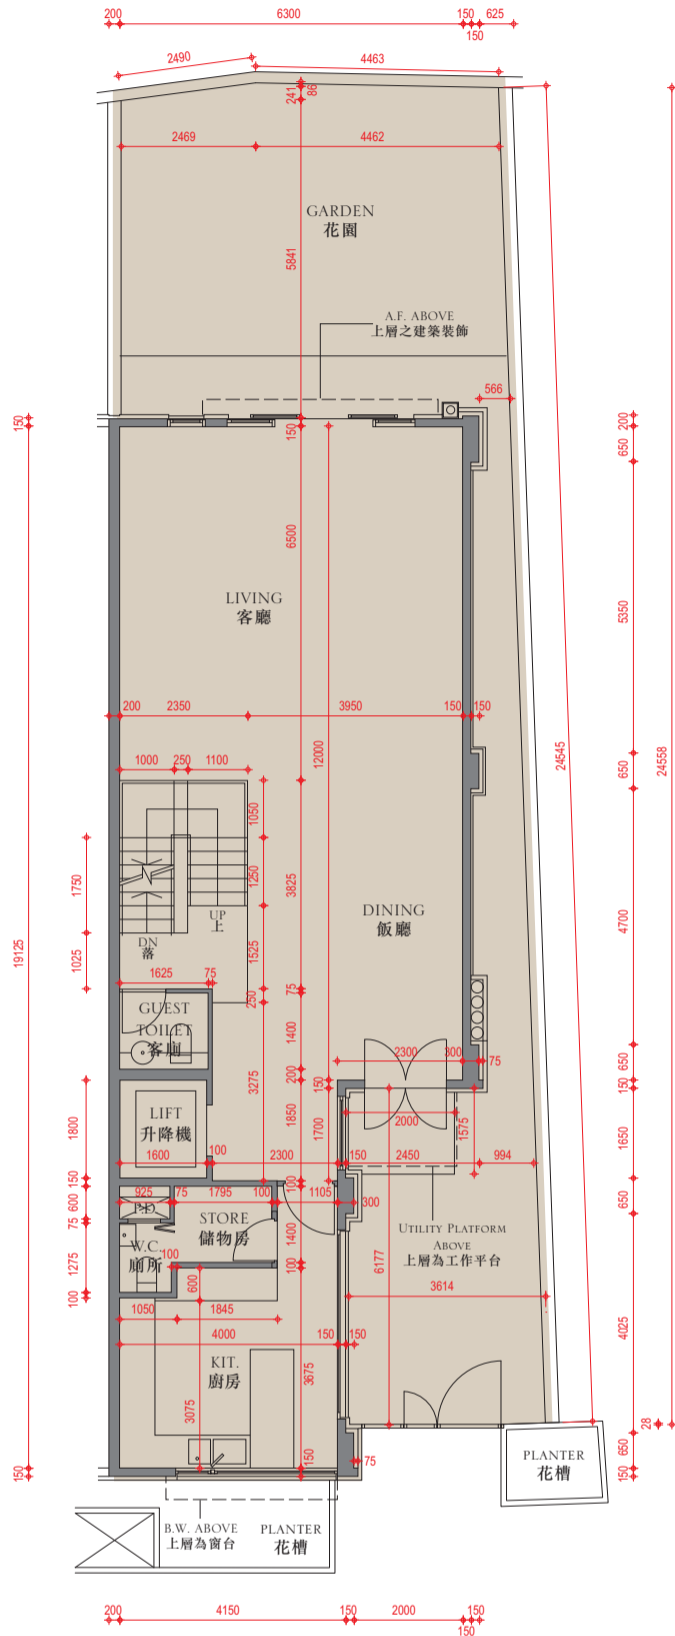 200 6300 150 625
150
2490 4463
241 86
2469 4462
GARDEN
花園
5841
A.F. ABOVE
上層之建築裝飾
566
150 150 200
650
6500
LIVING
客廳
5350
200 2350 3950 150 150
12000
24545 24558
1000 250 1100
650
1050
1750 1250 3825
4700
DINING
飯廳
UP
上
DN
落
19125
1025 1525
1625 75
75
250
GUEST
TOILET
客廁
1400
2300 300 75
650
200 150 150
3275
LIFT
升降機
1800 1850 1700
2000 1575
1650
1600 100 2300 150 2450 994
150 100
925 75 1795 100 1105 300
600
650
STORE
儲物房
75
W.C.
廁所
1400
UTILITY PLATFORM
ABOVE
上層為工作平台
6177
1275 100 100
600
3614
100
1050 1845
4000 150 150
4025
KIT.
廚房
3675
3075
28
650
150 150 75 150
PLANTER
花槽
B.W. ABOVE
上層為窗台
PLANTER
花槽
200 4150 150 2000 150
150